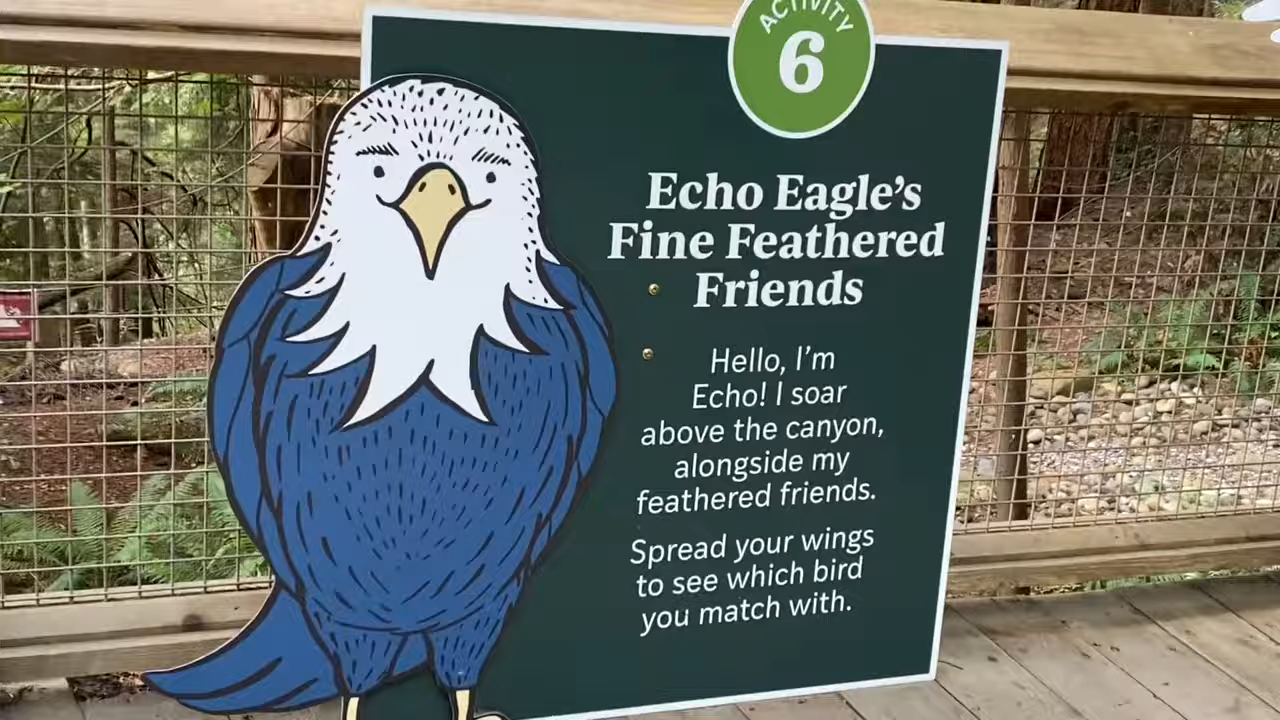 ACTIVITY
6
Echo Eagle’s
Fine Feathered
Friends
Hello, I’m
Echo! I soar
above the canyon,
alongside my
feathered friends.
Spread your wings
to see which bird
you match with.